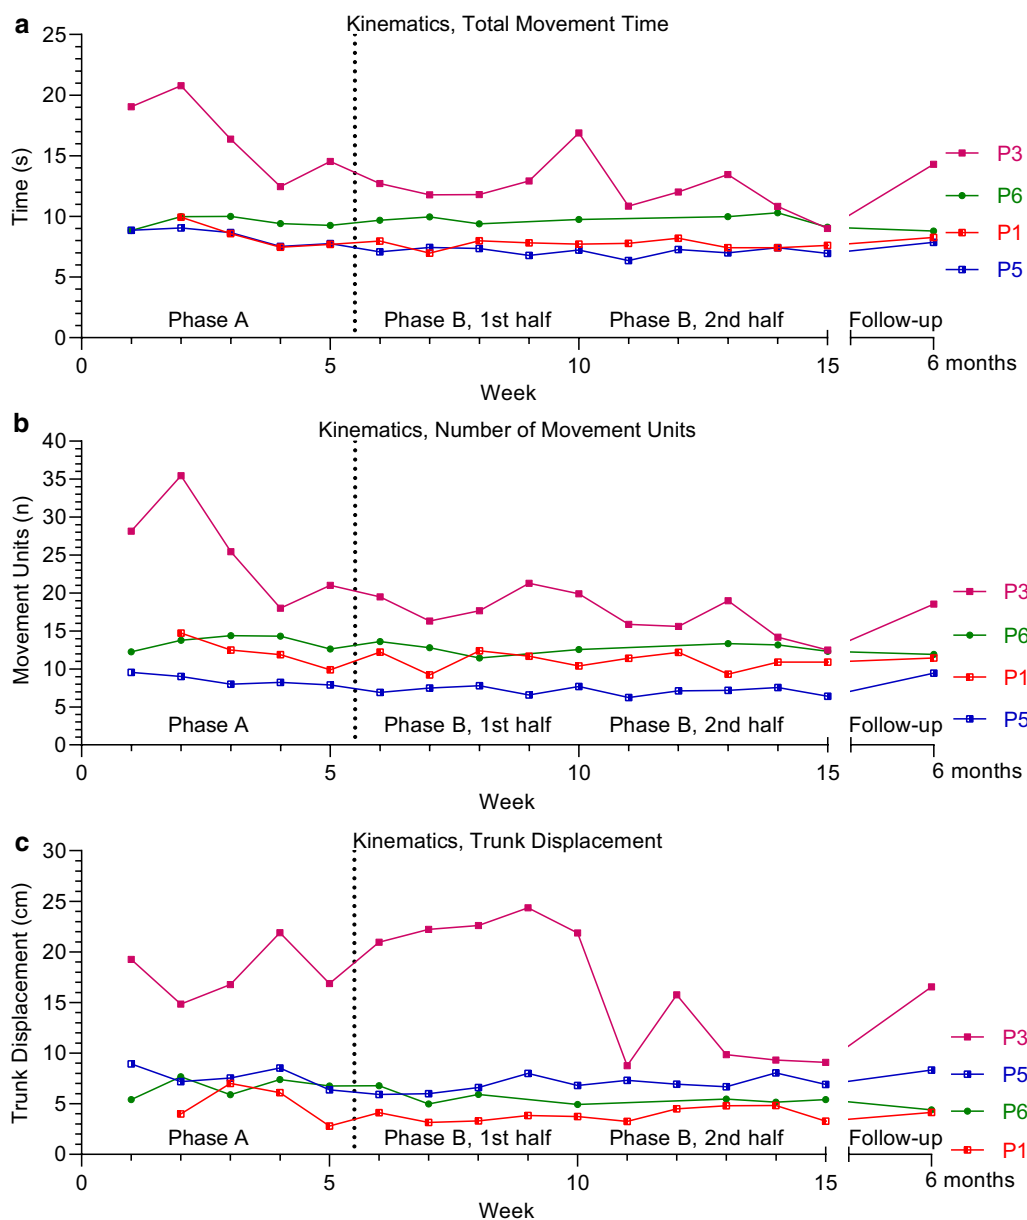 a
Kinematics, Total Movement Time
25
20
15
10
5
0
Time (s)
P3
P6
P1
P5
Phase A
Phase B, 1st half
Phase B, 2nd half
Follow-up
0
5
10
15
6 months
Week
b
Kinematics, Number of Movement Units
40
35
30
25
20
15
10
5
0
Movement Units (n)
P3
P6
P1
P5
Phase A
Phase B, 1st half
Phase B, 2nd half
Follow-up
0
5
10
15
6 months
Week
c
Kinematics, Trunk Displacement
30
25
20
15
10
5
0
Trunk Displacement (cm)
P3
P5
P6
P1
Phase A
Phase B, 1st half
Phase B, 2nd half
Follow-up
0
5
10
15
6 months
Week